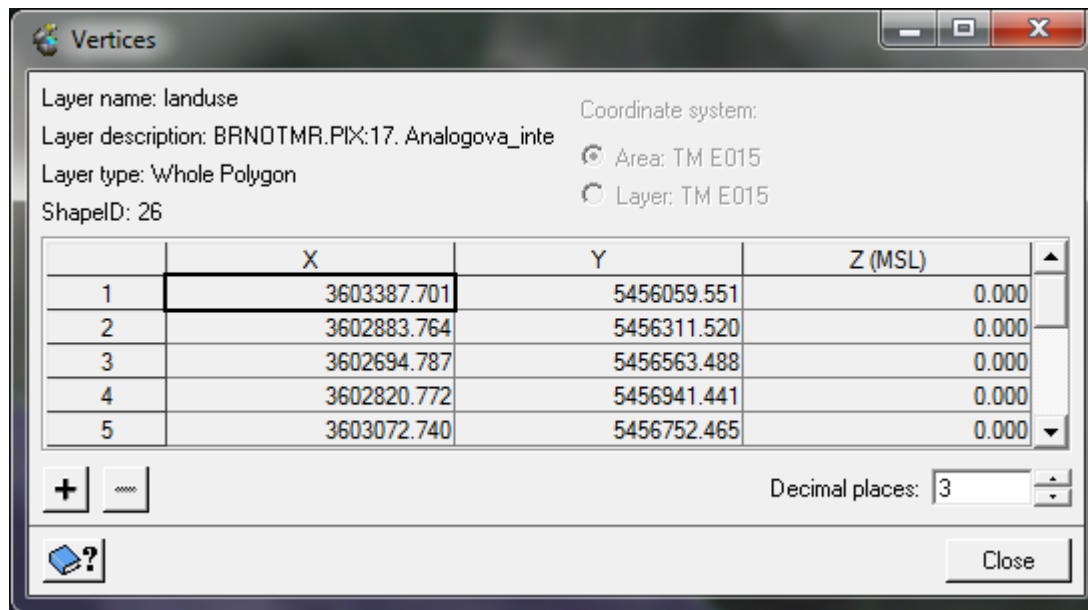 Vertices
Layer name: landuse
Layer description: BRNOTMR.PIX:17. Analogova_inte
Layer type: Whole Polygon
ShapeID: 26
Coordinate system:
Area: TM E015
Layer: TM E015
X Y Z (MSL)
1 3603387.701 5456059.551 0.000
2 3602883.764 5456311.520 0.000
3 3602694.787 5456563.488 0.000
4 3602820.772 5456941.441 0.000
5 3603072.740 5456752.465 0.000
Decimal places: 3
Close